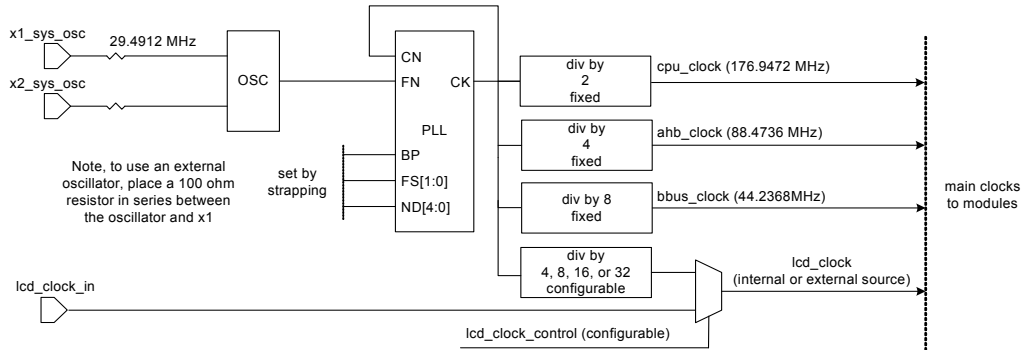 x1_sys_osc
29.4912 MHz
x2_sys_osc
OSC
CN
FN
CK
PLL
BP
FS[1:0]
ND[4:0]
set by
strapping
Note, to use an external
oscillator, place a 100 ohm
resistor in series between
the oscillator and x1
div by
2
fixed
cpu_clock (176.9472 MHz)
div by
4
fixed
ahb_clock (88.4736 MHz)
div by 8
fixed
bbus_clock (44.2368MHz)
main clocks
to modules
div by
4, 8, 16, or 32
configurable
lcd_clock
(internal or external source)
lcd_clock_in
lcd_clock_control (configurable)